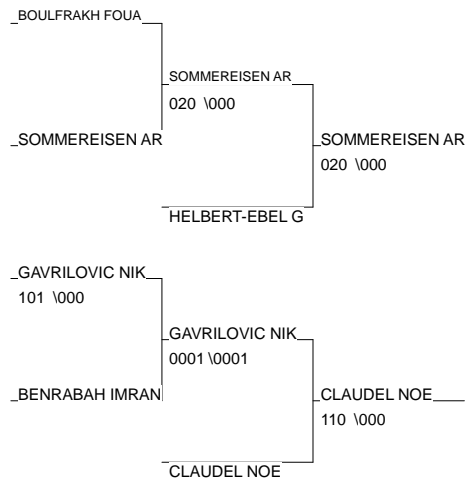 BOULFRAKH FOUA
SOMMEREISEN AR
020 \000
SOMMEREISEN AR
SOMMEREISEN AR
020 \000
HELBERT-EBEL G
GAVRILOVIC NIK
101 \000
GAVRILOVIC NIK
0001 \0001
BENRABAH IMRAN
CLAUDEL NOE
110 \000
CLAUDEL NOE